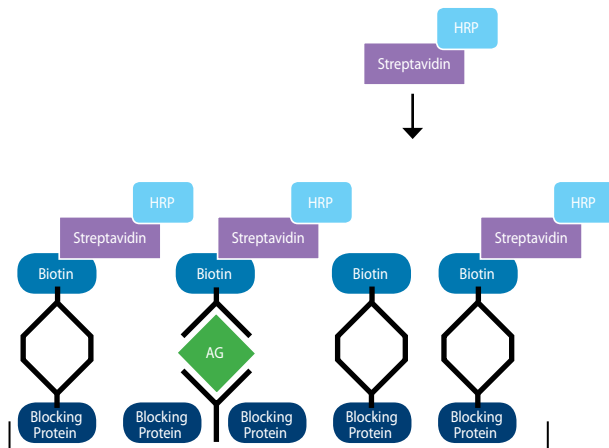 HRP
Streptavidin
HRP
HRP
HRP
Streptavidin
Streptavidin
Streptavidin
Biotin
Biotin
Biotin
Biotin
AG
Blocking
Protein
Blocking
Protein
Blocking
Protein
Blocking
Protein
Blocking
Protein